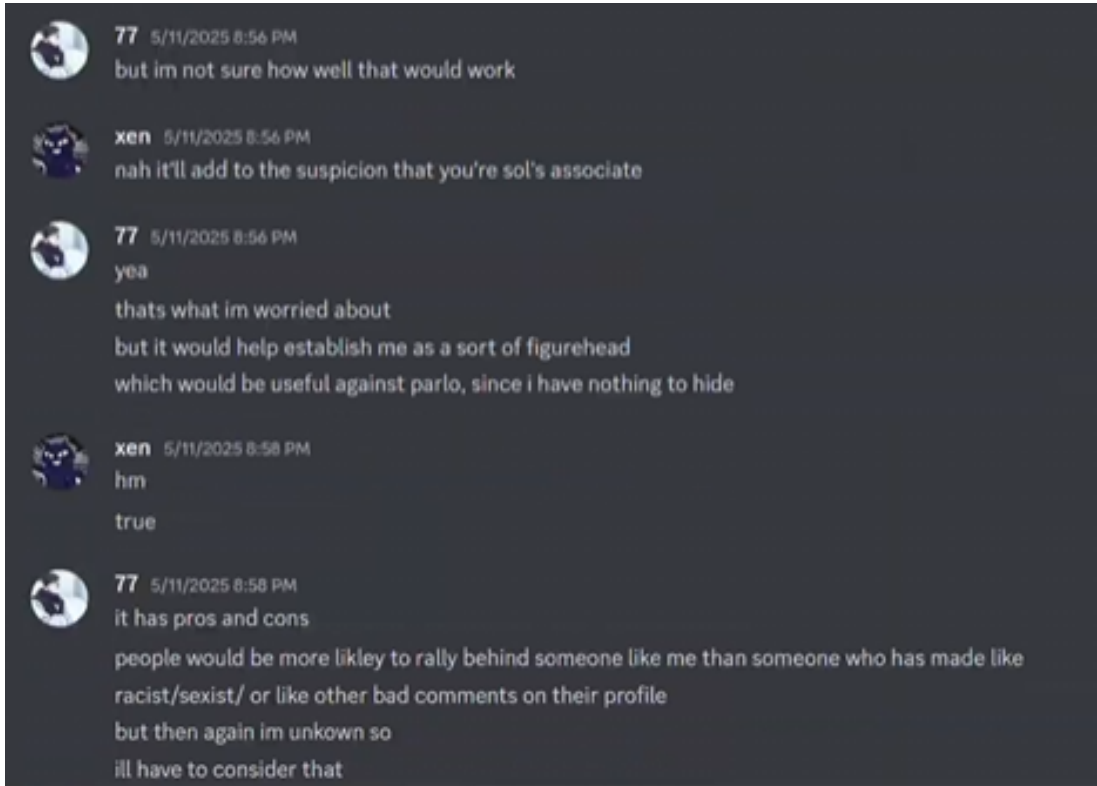 77 5/11/2025 8:56 PM
but im not sure how well that would work
xen 5/11/2025 8:56 PM
nah it'll add to the suspicion that you're sol's associate
77 5/11/2025 8:56 PM
yea
thats what im worried about
but it would help establish me as a sort of figurehead
which would be useful against parlo, since i have nothing to hide
xen 5/11/2025 8:58 PM
hm
true
77 5/11/2025 8:58 PM
it has pros and cons
people would be more likley to rally behind someone like me than someone who has made like
racist/sexist/ or like other bad comments on their profile
but then again im unkown so
ill have to consider that